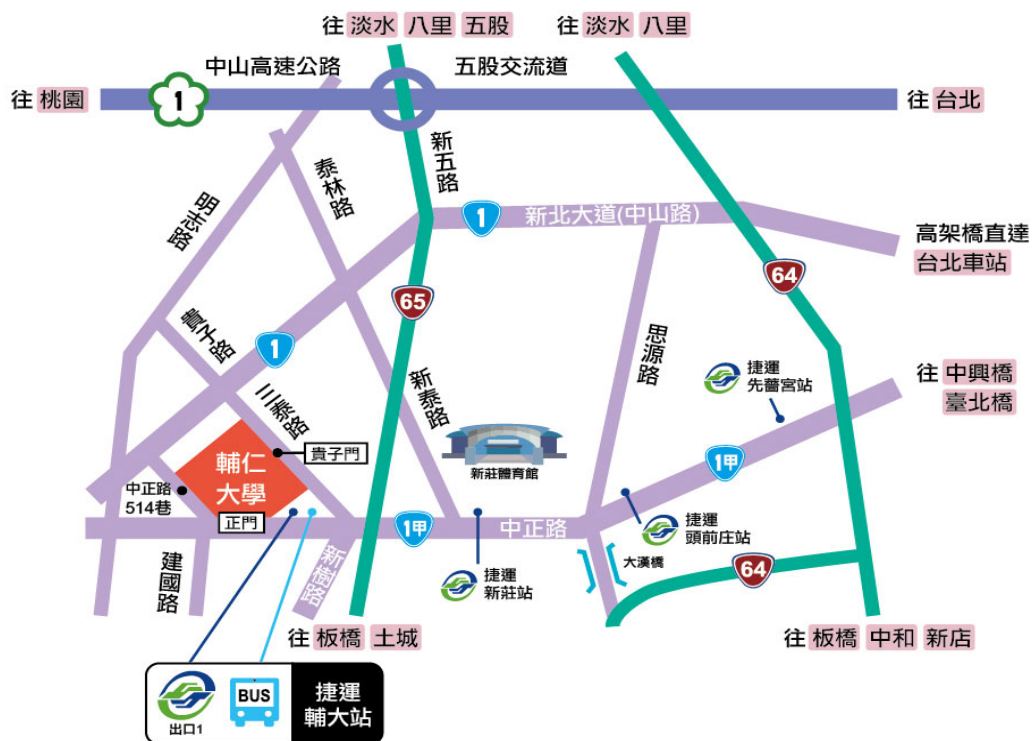 往 淡水 八里 五股
往 淡水 八里
中山高速公路
五股交流道
往 桃園
1
往 台北
新五路
泰林路
明志路
1
新北大道(中山路)
高架橋直達
台北車站
64
65
貴子路
1
思源路
捷運
先嗇宮站
往 中興橋
臺北橋
新泰路
三泰路
貴子門
輔仁
大學
新莊體育館
1甲
中正路
514巷
正門
1甲
中正路
捷運
頭前庄站
大漢橋
64
建國路
新樹路
捷運
新莊站
往 板橋 土城
往 板橋 中和 新店
BUS
出口1
捷運
輔大站